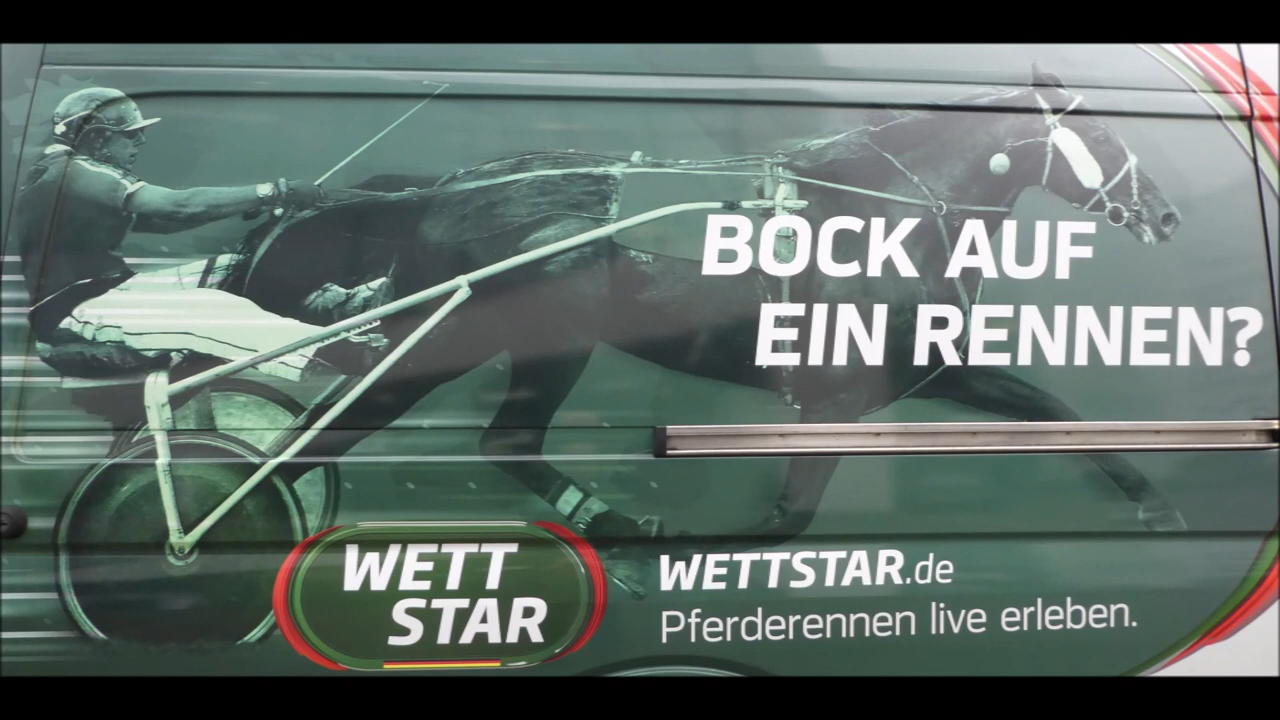 BOCK AUF
EIN RENNEN?
WETT
STAR
WETTSTAR.de
Pferderennen live erleben.